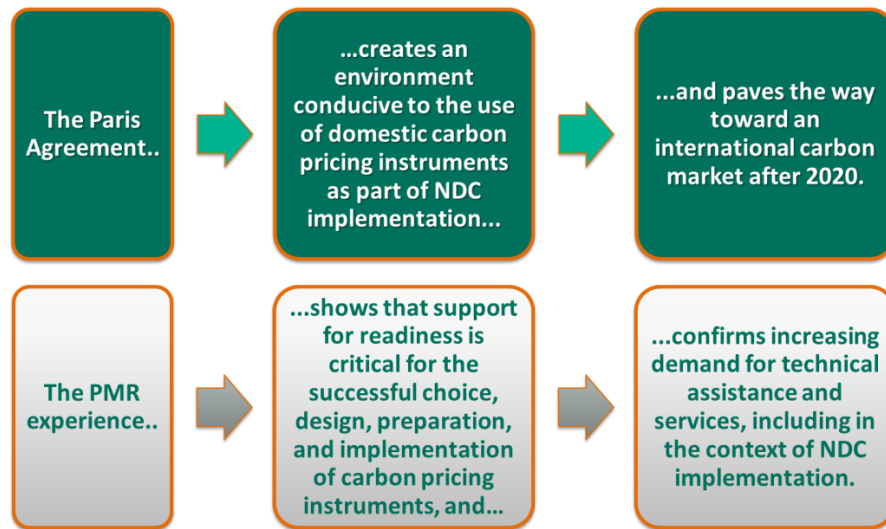 The Paris
Agreement..
...creates an
environment
conducive to the use
of domestic carbon
pricing instruments
as part of NDC
implementation...
...and paves the way
toward an
international carbon
market after 2020.
The PMR
experience..
...shows that support
for readiness is
critical for the
successful choice,
design, preparation,
and implementation
of carbon pricing
instruments, and...
...confirms increasing
demand for technical
assistance and
services, including in
the context of NDC
implementation.